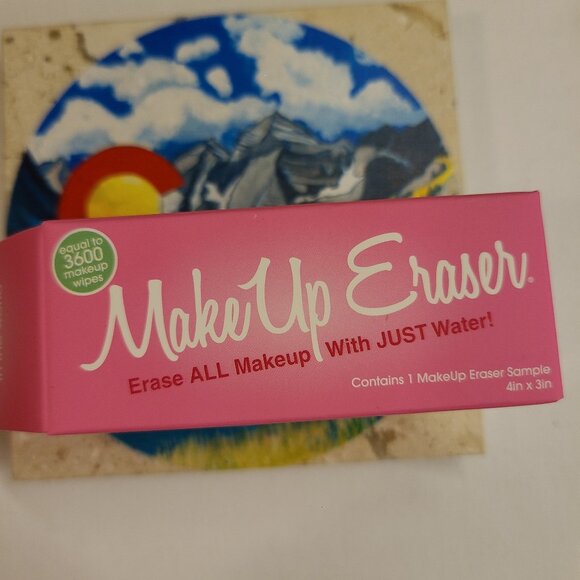 equal to
3600
makeup
wipes
MakeUp Eraser®
Erase ALL Makeup With JUST Water!
Contains 1 MakeUp Eraser Sample
4in x 3in